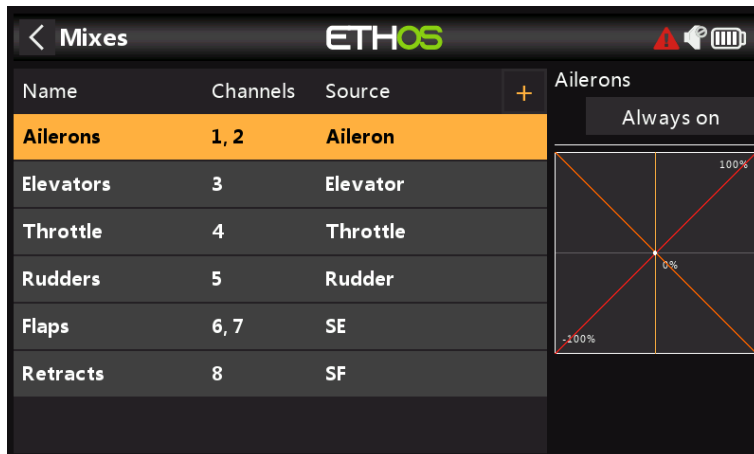 Mixes ETHOS
Name Channels Source +
Ailerons 1, 2 Aileron
Elevators 3 Elevator
Throttle 4 Throttle
Rudders 5 Rudder
Flaps 6, 7 SE
Retracts 8 SF
Ailerons
Always on
100%
0%
-100%